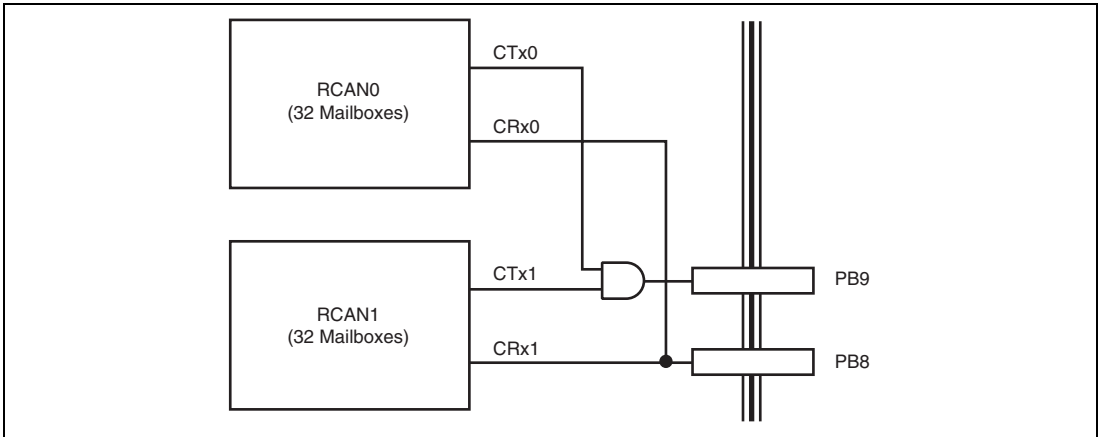 CTx0
RCAN0
(32 Mailboxes)
CRx0
CTx1
PB9
RCAN1
(32 Mailboxes)
CRx1
PB8